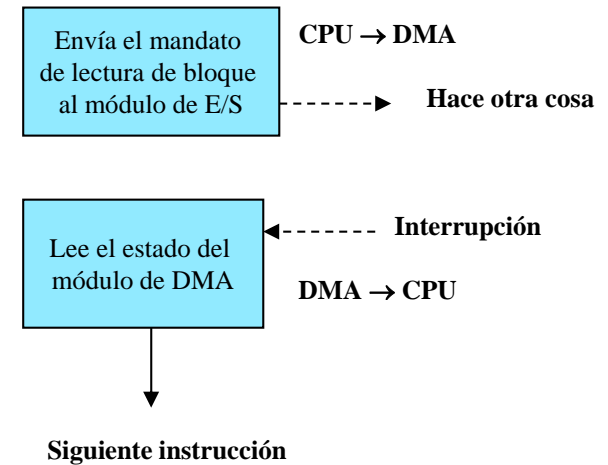 Envía el mandato
de lectura de bloque
al módulo de E/S
CPU → DMA
Hace otra cosa
Lee el estado del
módulo de DMA
Interrupción
DMA → CPU
Siguiente instrucción